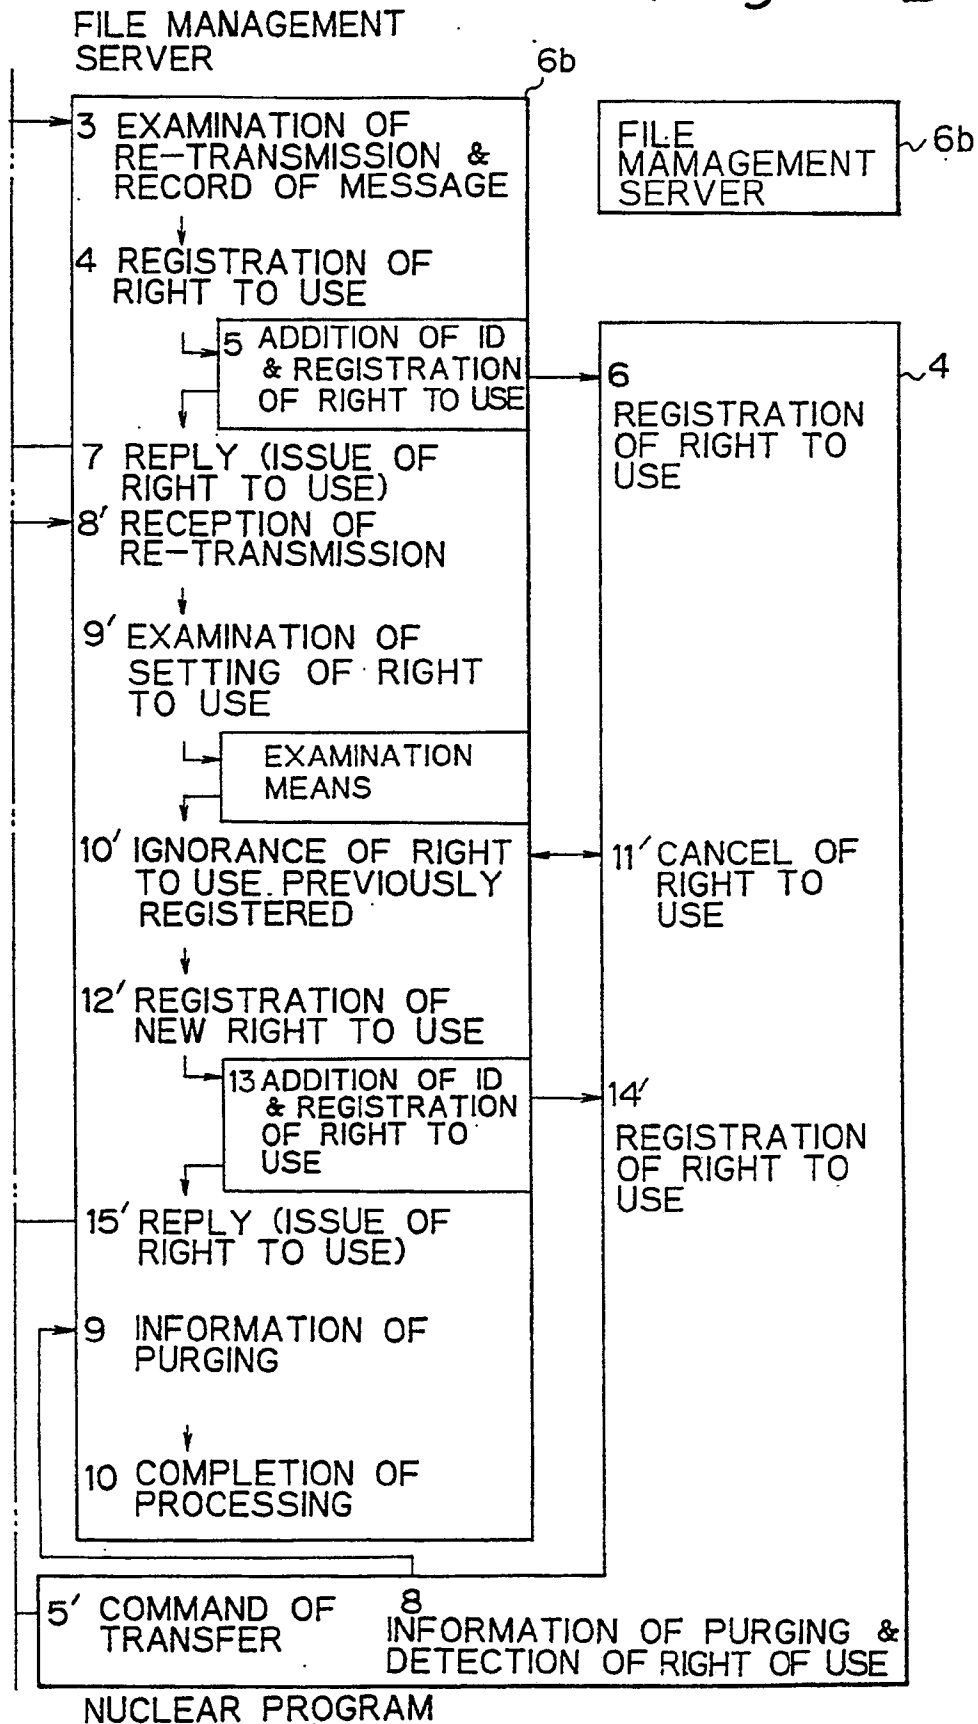 FILE MANAGEMENT
SERVER
6b
3 EXAMINATION OF
RE-TRANSMISSION &
RECORD OF MESSAGE
FILE
MAMAGEMENT
SERVER
6b
4 REGISTRATION OF
RIGHT TO USE
5 ADDITION OF ID
& REGISTRATION
OF RIGHT TO USE
6
4
REGISTRATION
OF RIGHT TO
USE
7 REPLY (ISSUE OF
RIGHT TO USE)
8' RECEPTION OF
RE-TRANSMISSION
9' EXAMINATION OF
SETTING OF RIGHT
TO USE
EXAMINATION
MEANS
10' IGNORANCE OF RIGHT
TO USE PREVIOUSLY
REGISTERED
11' CANCEL OF
RIGHT TO
USE
12' REGISTRATION OF
NEW RIGHT TO USE
13 ADDITION OF ID
& REGISTRATION
OF RIGHT TO
USE
14'
REGISTRATION
OF RIGHT TO
USE
15' REPLY (ISSUE OF
RIGHT TO USE)
9 INFORMATION OF
PURGING
10 COMPLETION OF
PROCESSING
5' COMMAND OF
TRANSFER
8
INFORMATION OF PURGING &
DETECTION OF RIGHT OF USE
NUCLEAR PROGRAM